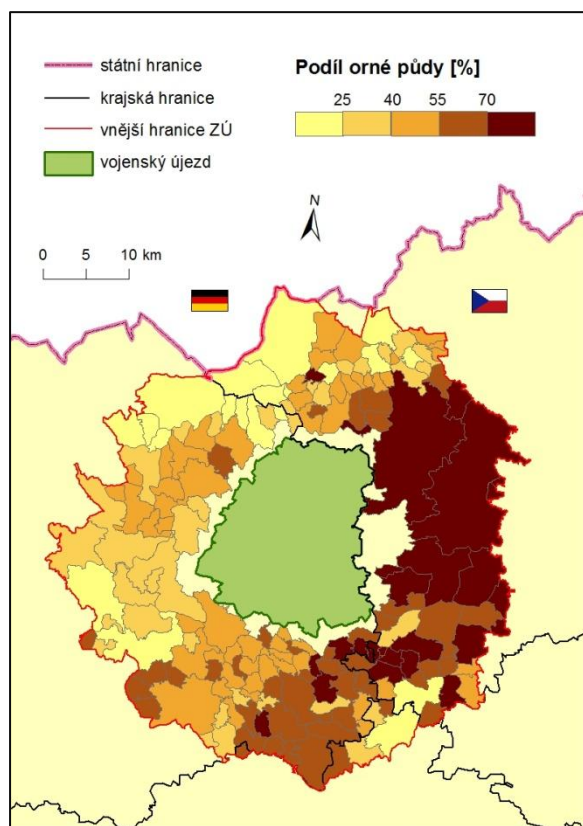 státní hranice
krajská hranice
vnější hranice ZÚ
vojenský újezd
Podíl orné půdy [%]
25 40 55 70
N
0 5 10 km